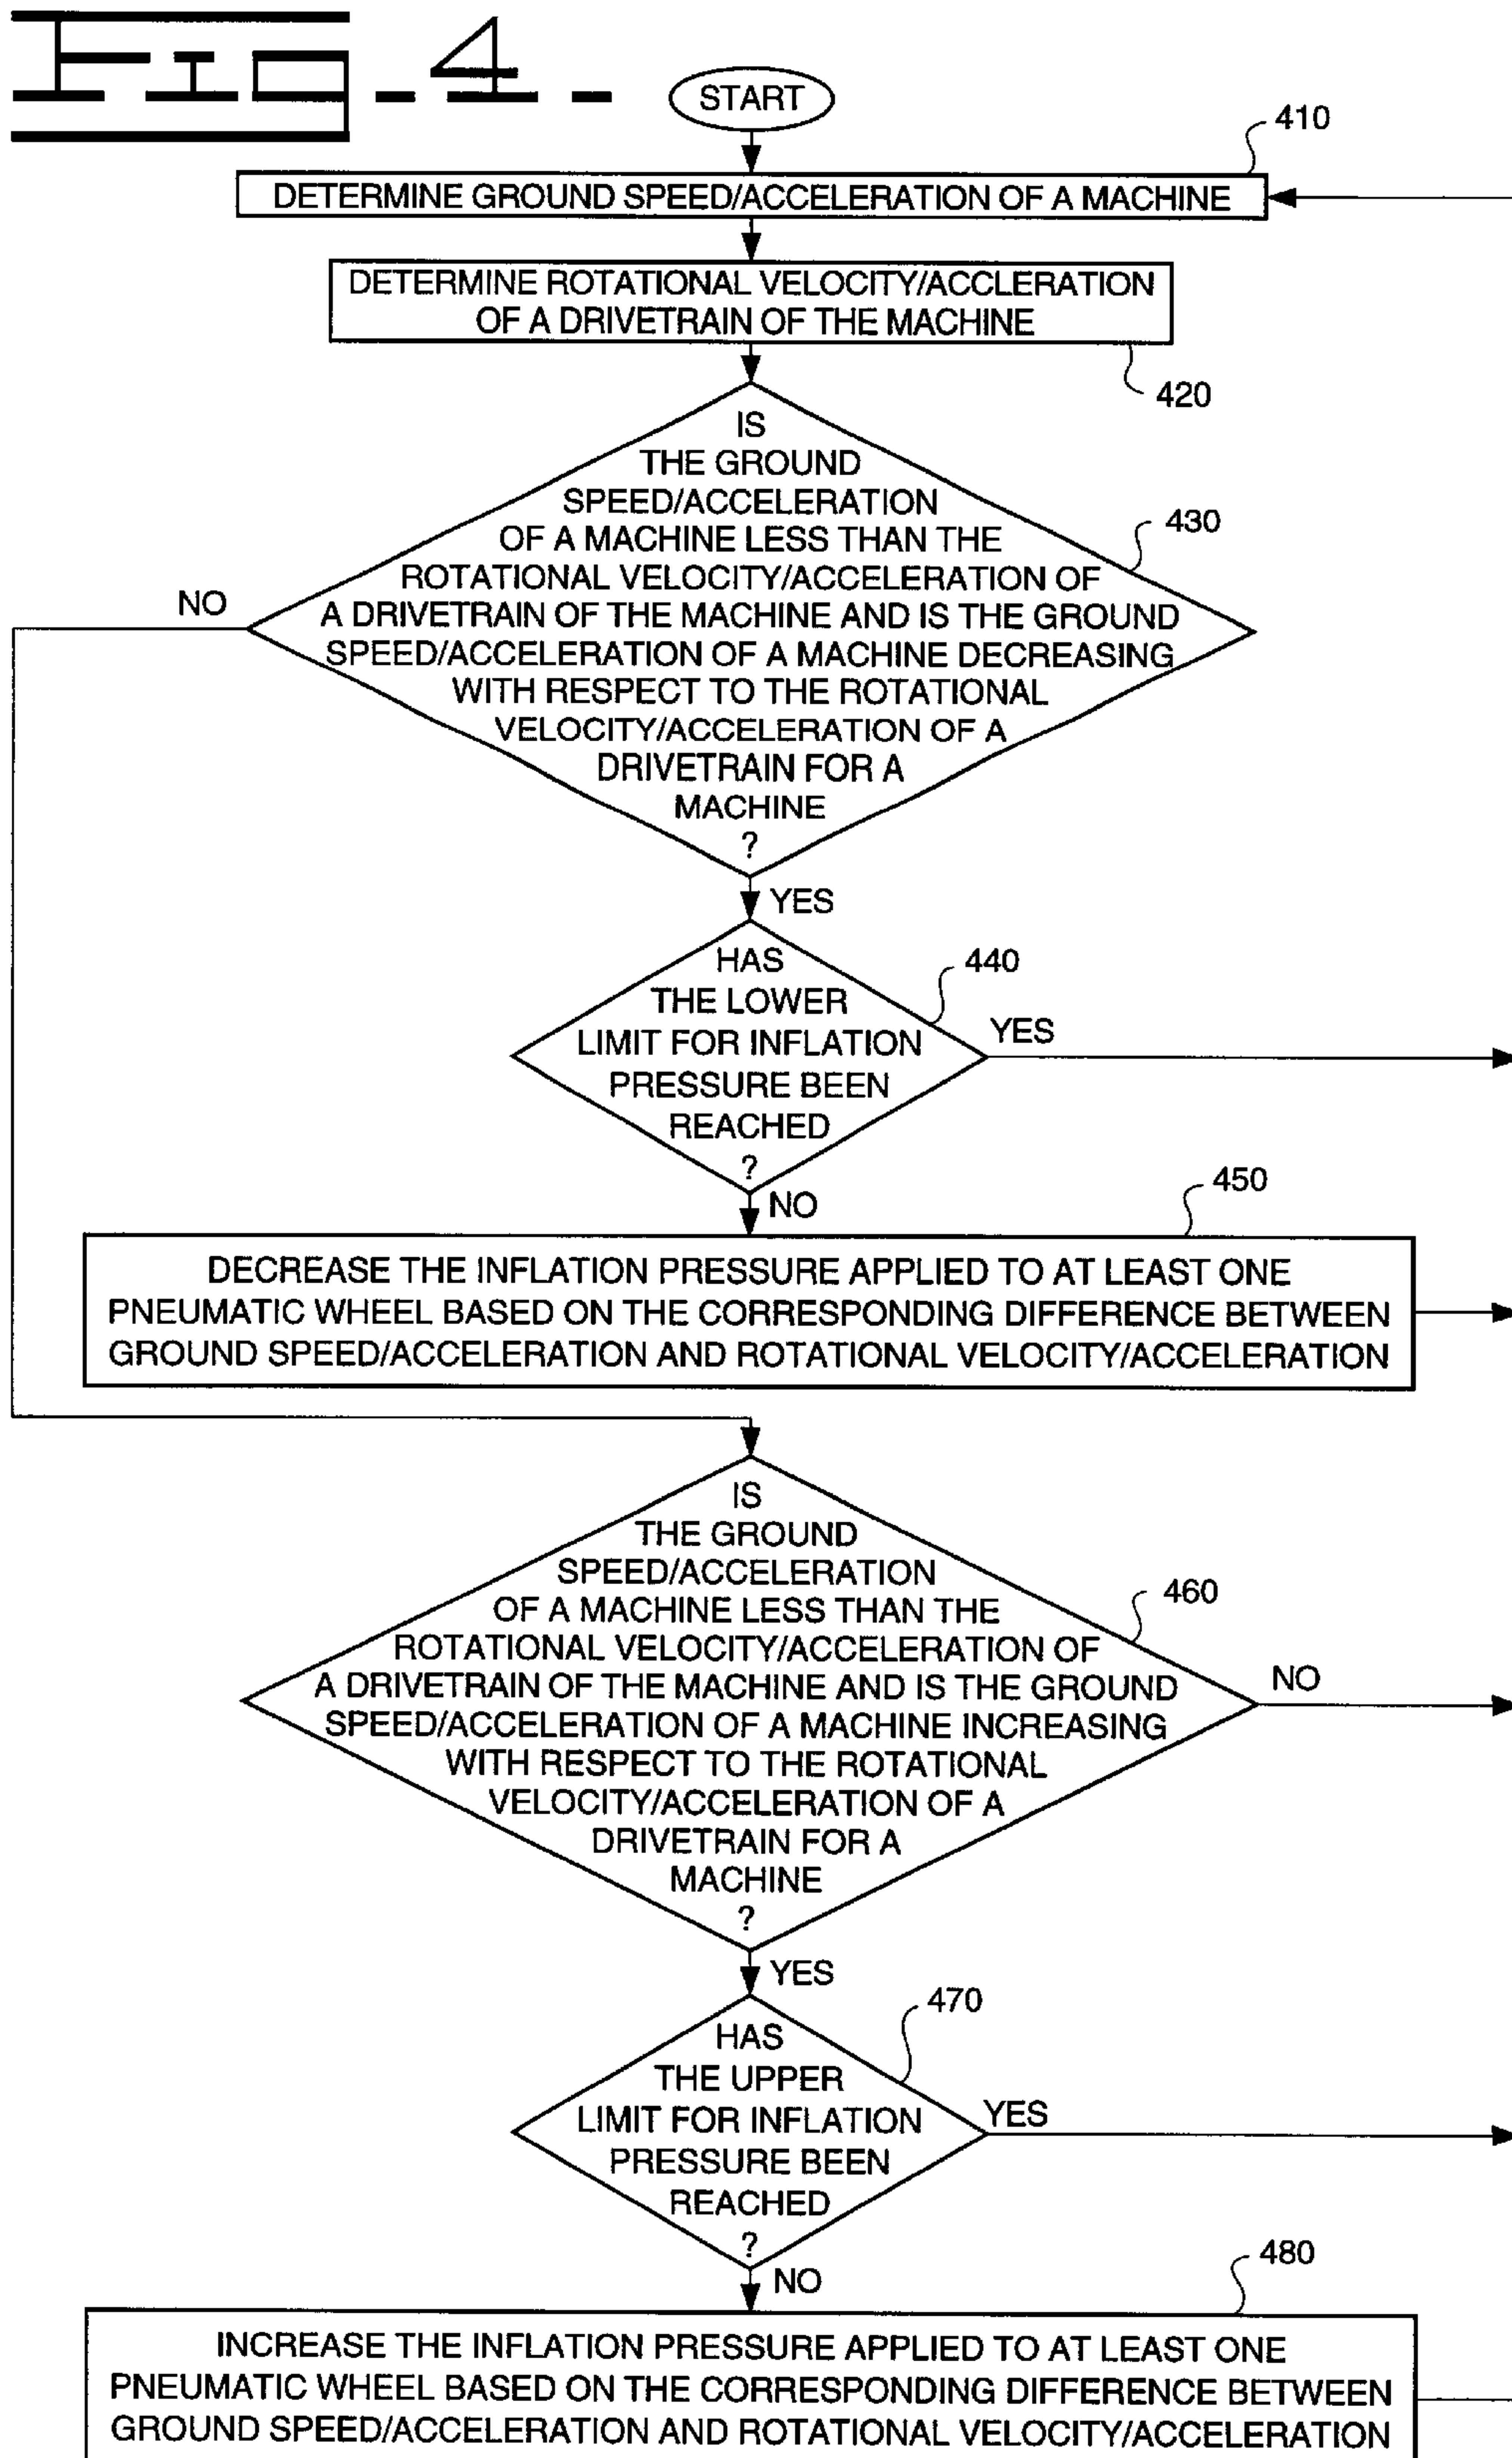 FIG-4-
START
410
DETERMINE GROUND SPEED/ACCELERATION OF A MACHINE
DETERMINE ROTATIONAL VELOCITY/ACCLERATION
OF A DRIVETRAIN OF THE MACHINE
420
IS
THE GROUND
SPEED/ACCELERATION
OF A MACHINE LESS THAN THE
430
ROTATIONAL VELOCITY/ACCELERATION OF
NO
A DRIVETRAIN OF THE MACHINE AND IS THE GROUND
SPEED/ACCELERATION OF A MACHINE DECREASING
WITH RESPECT TO THE ROTATIONAL
VELOCITY/ACCELERATION OF A
DRIVETRAIN FOR A
MACHINE
?
YES
HAS
440
THE LOWER
LIMIT FOR INFLATION
YES
PRESSURE BEEN
REACHED
?
NO
450
DECREASE THE INFLATION PRESSURE APPLIED TO AT LEAST ONE
PNEUMATIC WHEEL BASED ON THE CORRESPONDING DIFFERENCE BETWEEN
GROUND SPEED/ACCELERATION AND ROTATIONAL VELOCITY/ACCELERATION
IS
THE GROUND
SPEED/ACCELERATION
460
OF A MACHINE LESS THAN THE
ROTATIONAL VELOCITY/ACCELERATION OF
A DRIVETRAIN OF THE MACHINE AND IS THE GROUND
NO
SPEED/ACCELERATION OF A MACHINE INCREASING
WITH RESPECT TO THE ROTATIONAL
VELOCITY/ACCELERATION OF A
DRIVETRAIN FOR A
MACHINE
?
YES
470
HAS
THE UPPER
LIMIT FOR INFLATION
YES
PRESSURE BEEN
REACHED
?
NO
480
INCREASE THE INFLATION PRESSURE APPLIED TO AT LEAST ONE
PNEUMATIC WHEEL BASED ON THE CORRESPONDING DIFFERENCE BETWEEN
GROUND SPEED/ACCELERATION AND ROTATIONAL VELOCITY/ACCELERATION